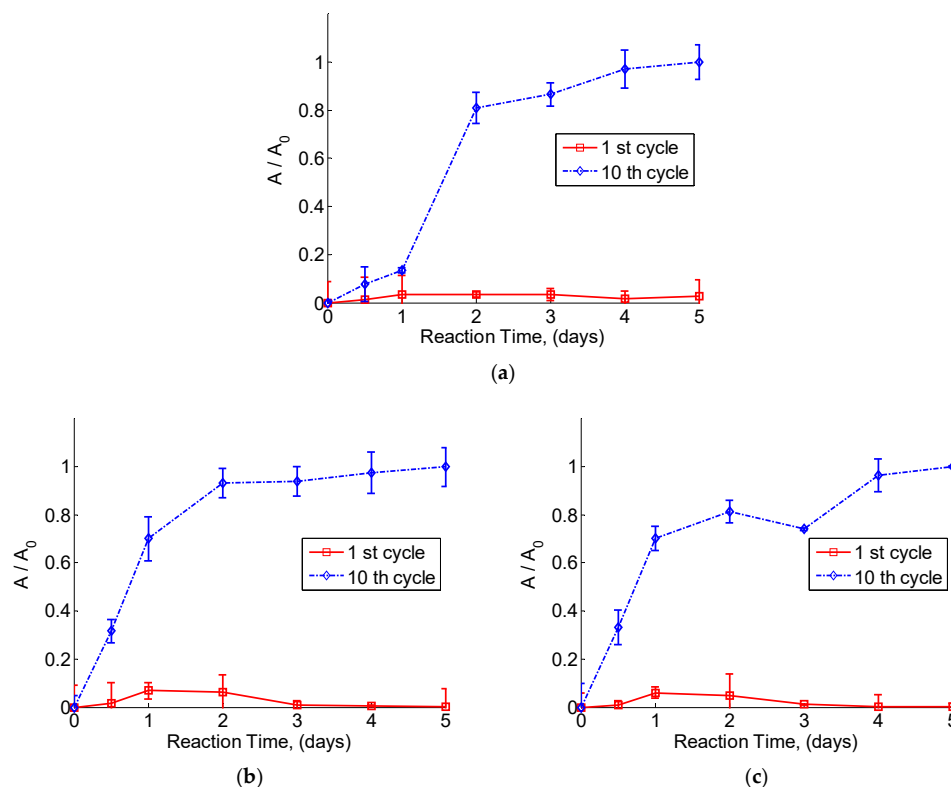 1
0.8
0.6
0.4
0.2
0
A / A0
1 st cycle
10 th cycle
0 1 2 3 4 5
Reaction Time, (days)
(a)
1
0.8
0.6
0.4
0.2
0
A / A0
1 st cycle
10 th cycle
0 1 2 3 4 5
Reaction Time, (days)
(b)
1
0.8
0.6
0.4
0.2
0
A / A0
1 st cycle
10 th cycle
0 1 2 3 4 5
Reaction Time, (days)
(c)